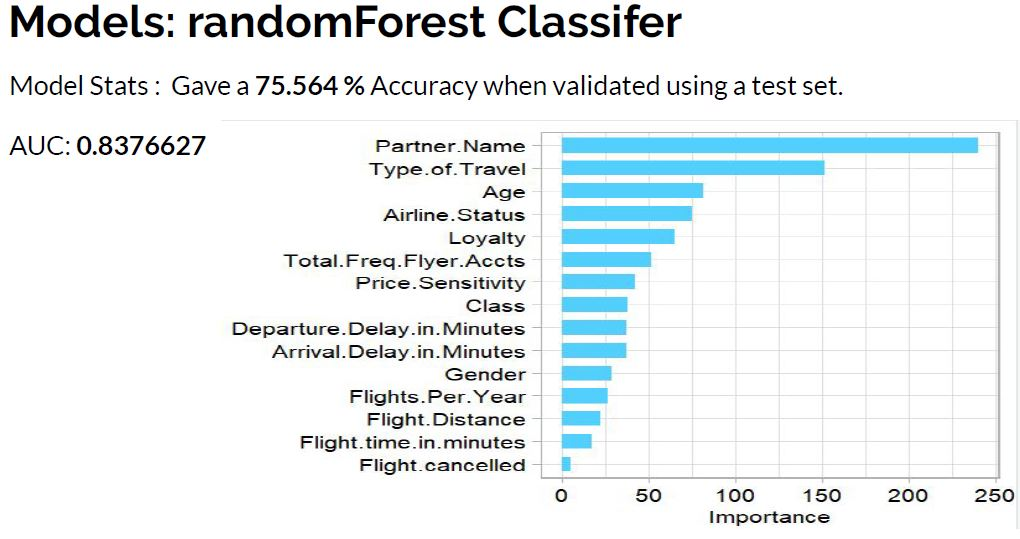 Models: randomForest Classifer
Model Stats : Gave a 75.564 % Accuracy when validated using a test set.
AUC: 0.8376627
Partner.Name
Type.of.Travel
Age
Airline.Status
Loyalty
Total.Freq.Flyer.Accts
Price.Sensitivity
Class
Departure.Delay.in.Minutes
Arrival.Delay.in.Minutes
Gender
Flights.Per.Year
Flight.Distance
Flight.time.in.minutes
Flight.cancelled
0 50 100 150 200 250
Importance